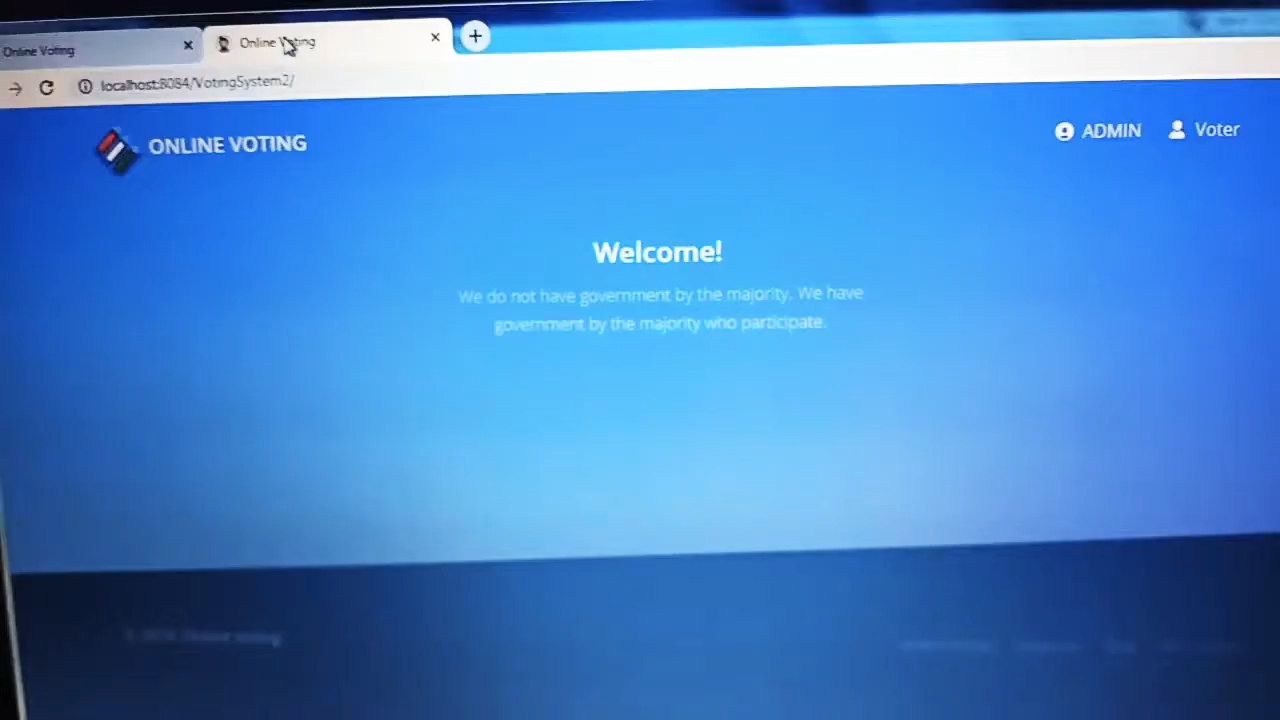 Online Voting
Online Voting
localhost:8084/VotingSystem2/
ONLINE VOTING
ADMIN
Voter
Welcome!
We do not have government by the majority. We have
government by the majority who participate.